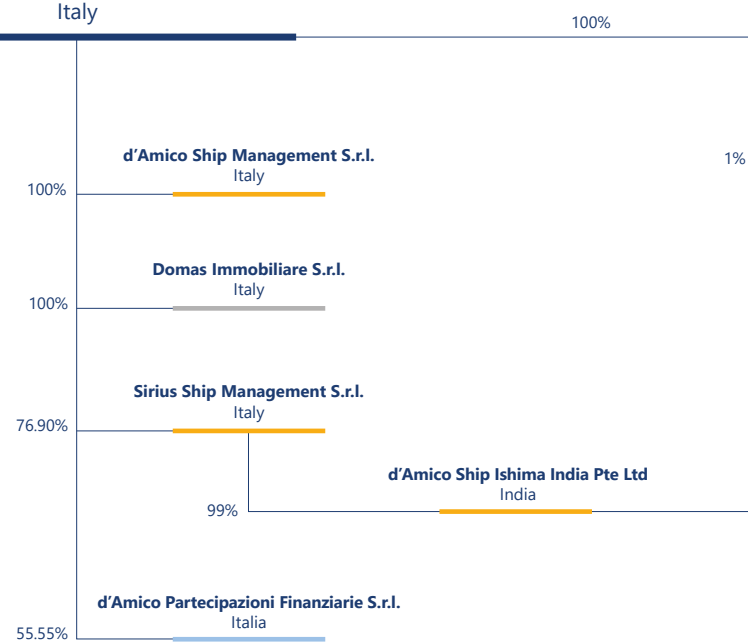 Italy
100%
d’Amico Ship Management S.r.l.
Italy
1%
100%
Domas Immobiliare S.r.l.
Italy
100%
Sirius Ship Management S.r.l.
Italy
76.90%
d’Amico Ship Ishima India Pte Ltd
India
99%
d’Amico Partecipazioni Finanziarie S.r.l.
Italia
55.55%